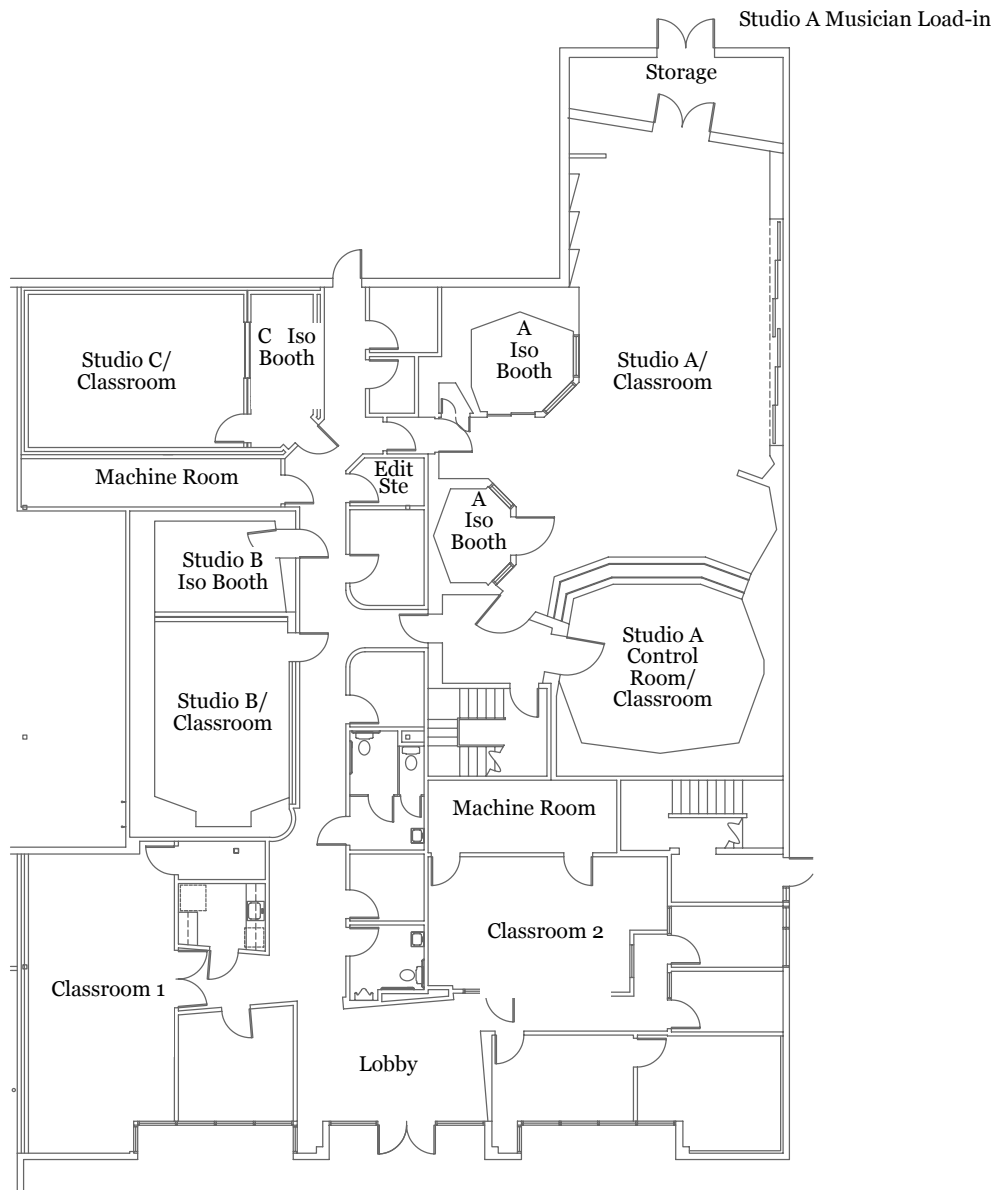 Studio A Musician Load-in
Storage
C Iso
Booth
A
Iso
Booth
Studio C/
Classroom
Studio A/
Classroom
Machine Room
Edit
Ste
A
Iso
Booth
Studio B
Iso Booth
Studio A
Control
Room/
Classroom
Studio B/
Classroom
Machine Room
Classroom 2
Classroom 1
Lobby